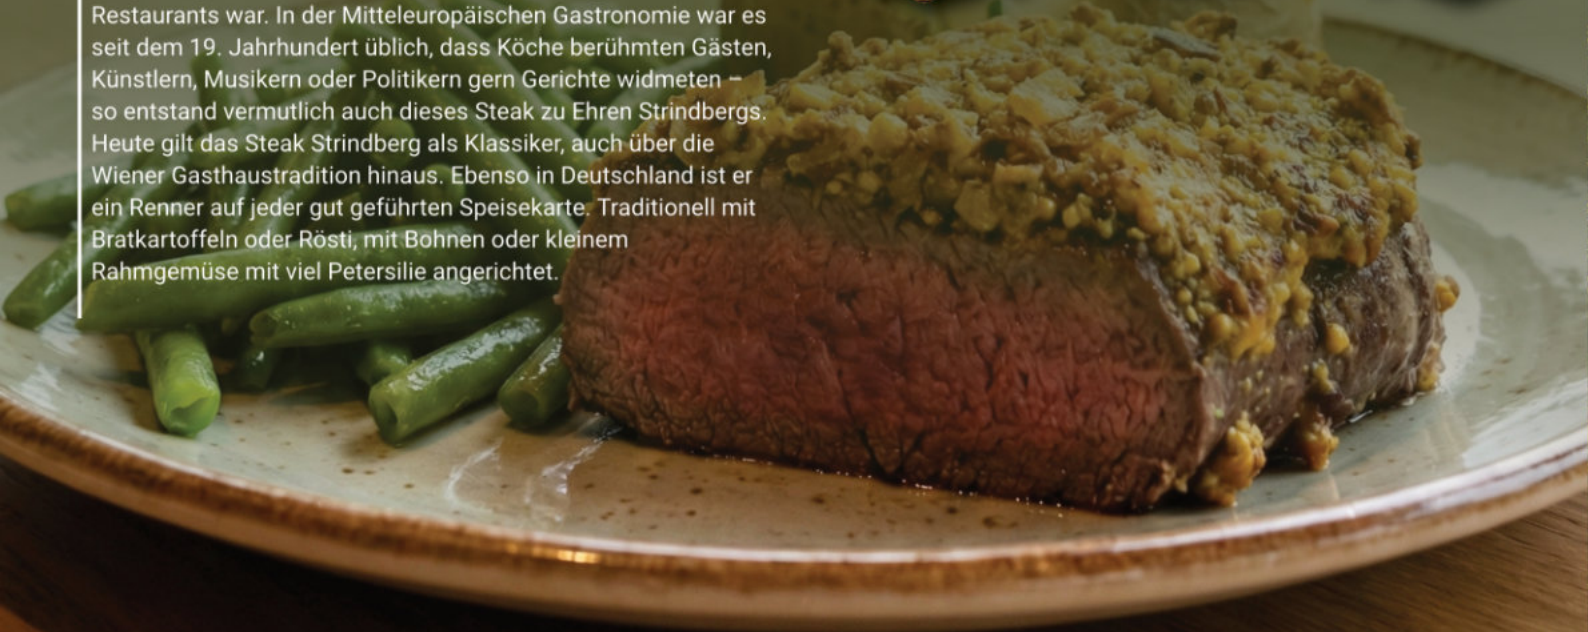 Restaurants war. In der Mitteleuropäischen Gastronomie war es
seit dem 19. Jahrhundert üblich, dass Köche berühmten Gästen,
Künstlern, Musikern oder Politikern gern Gerichte widmeten –
so entstand vermutlich auch dieses Steak zu Ehren Strindbergs.
Heute gilt das Steak Strindberg als Klassiker, auch über die
Wiener Gasthaustradition hinaus. Ebenso in Deutschland ist er
ein Renner auf jeder gut geführten Speisekarte. Traditionell mit
Bratkartoffeln oder Rösti, mit Bohnen oder kleinem
Rahmgemüse mit viel Petersilie angerichtet.